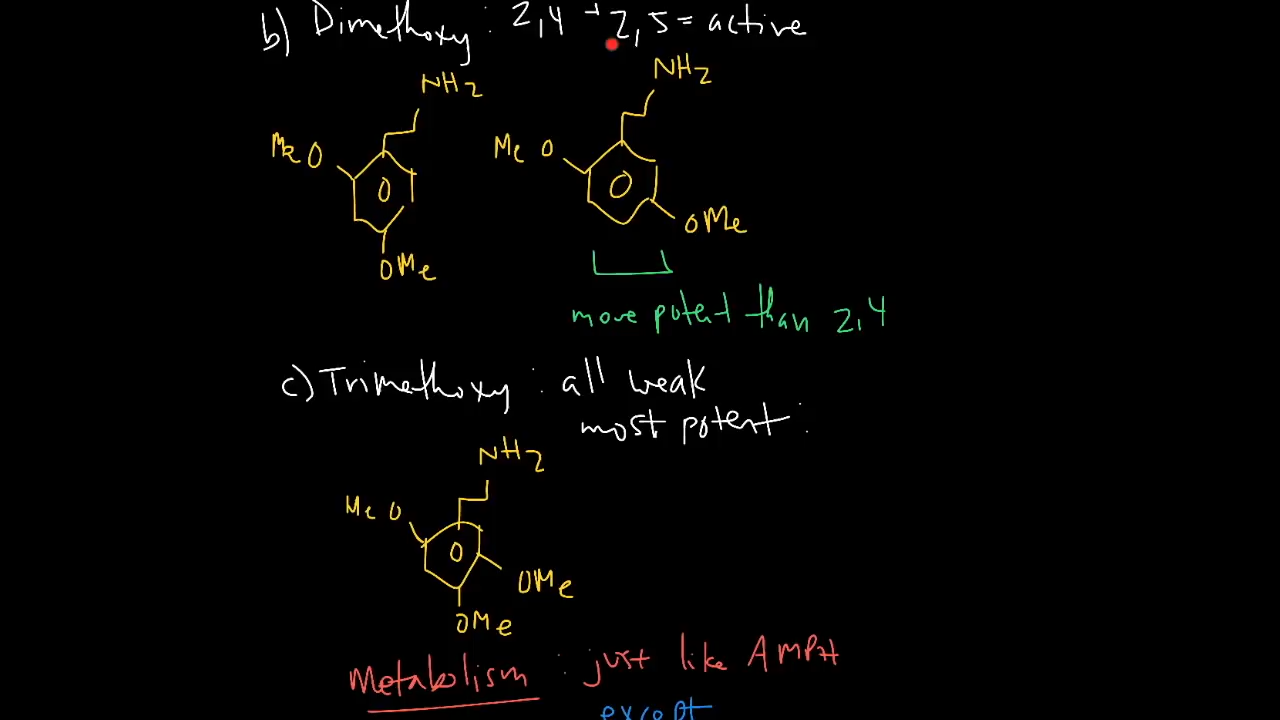 b) Dimethoxy : 2,4 + 2,5 = active
NH2
NH2
MeO
MeO
OMe
OMe
more potent than 2,4
c) Trimethoxy : all weak
most potent :
NH2
MeO
OMe
OMe
Metabolism : just like AMPH
except